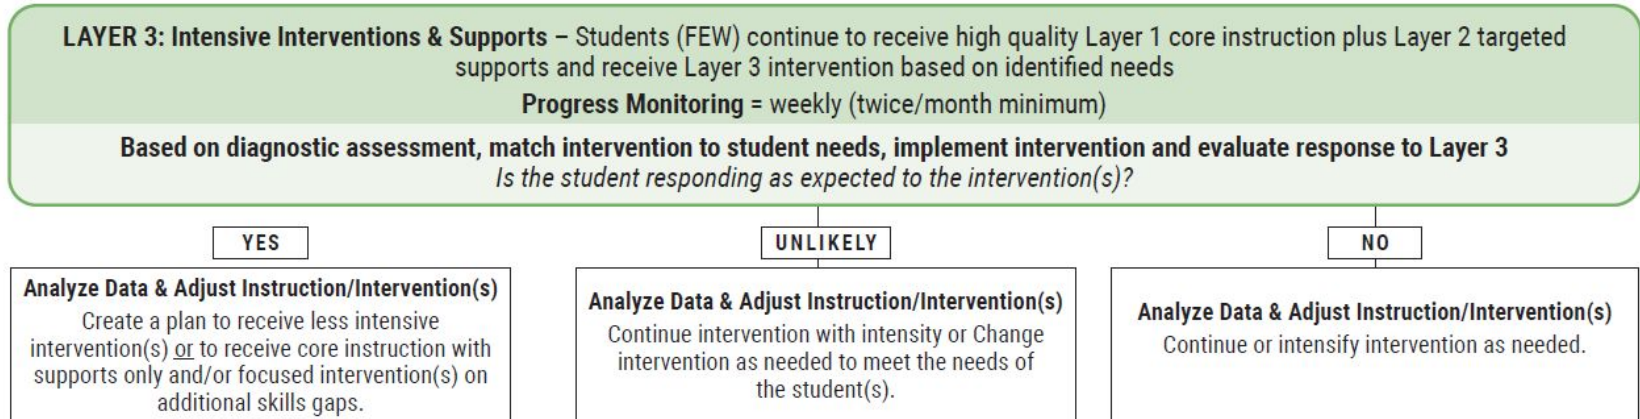 LAYER 3: Intensive Interventions & Supports – Students (FEW) continue to receive high quality Layer 1 core instruction plus Layer 2 targeted
supports and receive Layer 3 intervention based on identified needs
Progress Monitoring = weekly (twice/month minimum)
Based on diagnostic assessment, match intervention to student needs, implement intervention and evaluate response to Layer 3
Is the student responding as expected to the intervention(s)?
YES
Analyze Data & Adjust Instruction/Intervention(s)
Create a plan to receive less intensive
intervention(s) or to receive core instruction with
supports only and/or focused intervention(s) on
additional skills gaps.
UNLIKELY
Analyze Data & Adjust Instruction/Intervention(s)
Continue intervention with intensity or Change
intervention as needed to meet the needs of
the student(s).
NO
Analyze Data & Adjust Instruction/Intervention(s)
Continue or intensify intervention as needed.